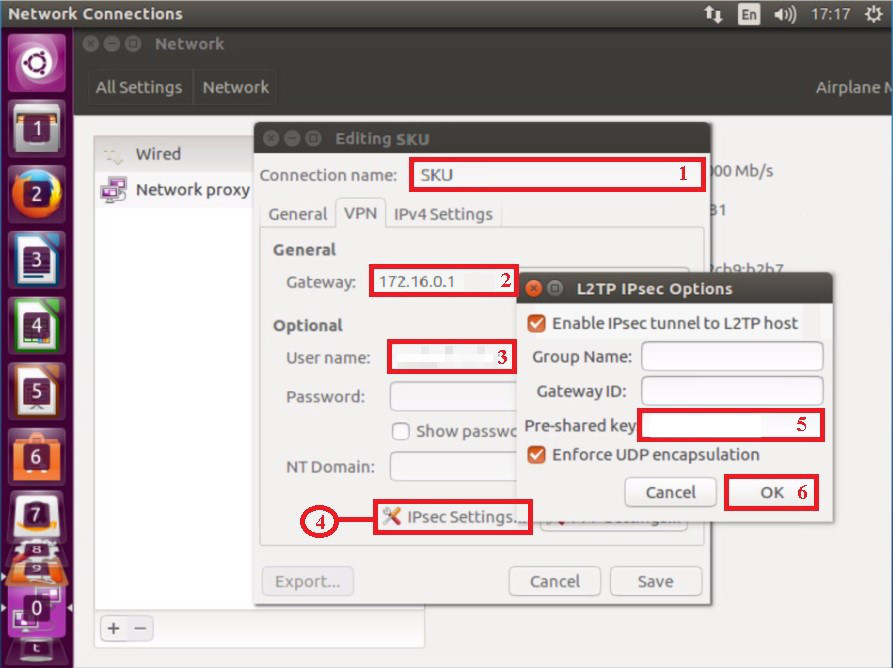 Network Connections
En
17:17
Network
All Settings
Network
Airplane M
Wired
Network proxy
1
2
3
4
5
6
7
8
9
0
t
Editing SKU
Connection name:
SKU
1
General
VPN
IPv4 Settings
General
Gateway:
172.16.0.1
2
Optional
User name:
3
Password:
Show passwo
NT Domain:
4
IPsec Settings...
Export...
Cancel
Save
+
−
000 Mb/s
B1
2cb9:b2b7
L2TP IPsec Options
Enable IPsec tunnel to L2TP host
Group Name:
Gateway ID:
Pre-shared key
5
Enforce UDP encapsulation
Cancel
OK
6